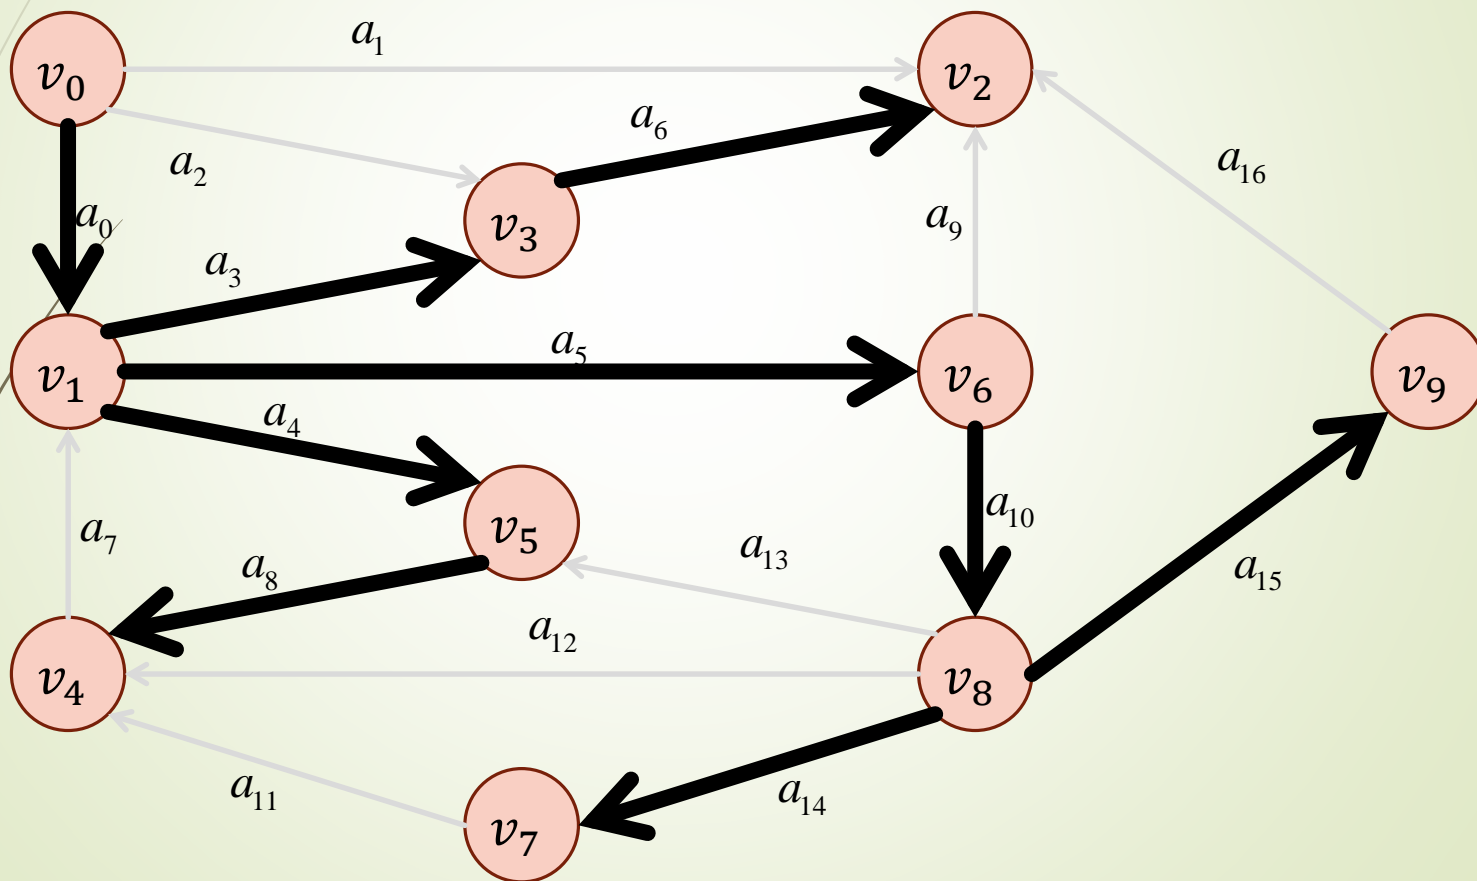 a₁
v₀
v₂
a₆
a₂
a₁₆
a₀
v₃
a₉
a₃
a₅
v₁
v₆
v₉
a₄
a₁₀
v₅
a₇
a₁₃
a₈
a₁₅
a₁₂
v₄
v₈
a₁₁
a₁₄
v₇